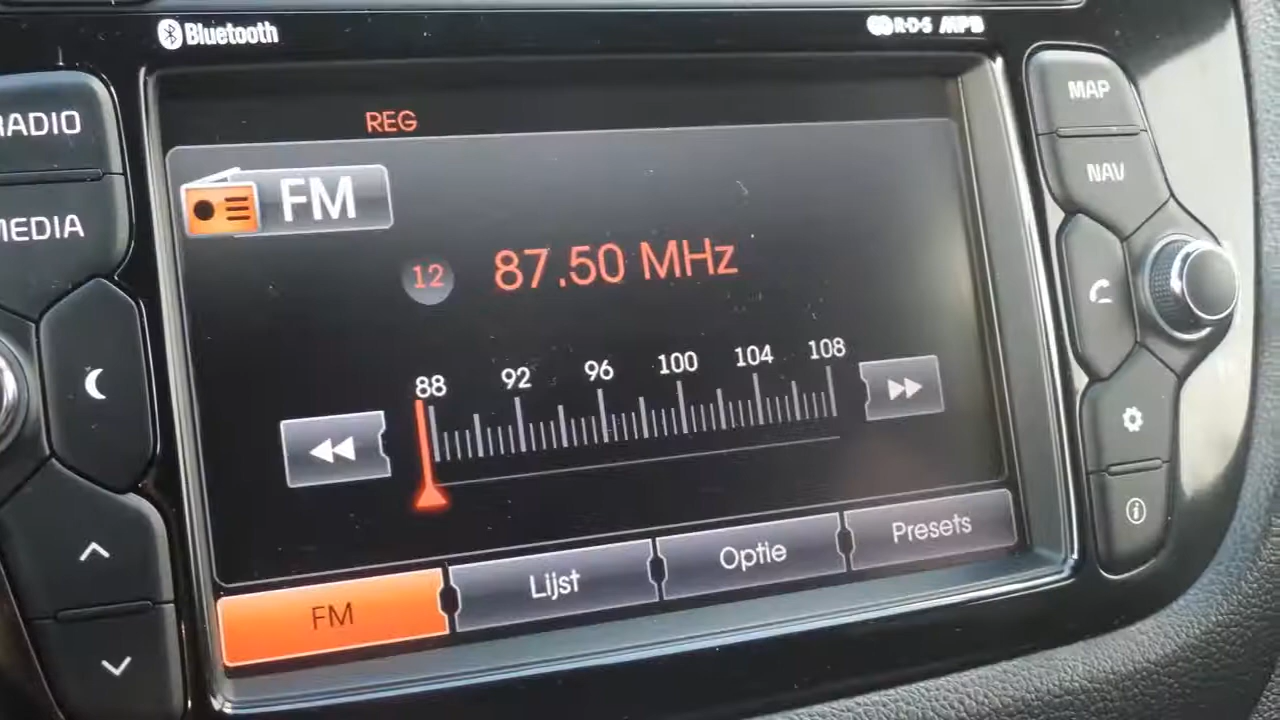 Bluetooth
R·D·S MP3
RADIO
MEDIA
MAP
NAV
REG
FM
12 87.50 MHz
88 92 96 100 104 108
FM Lijst Optie Presets